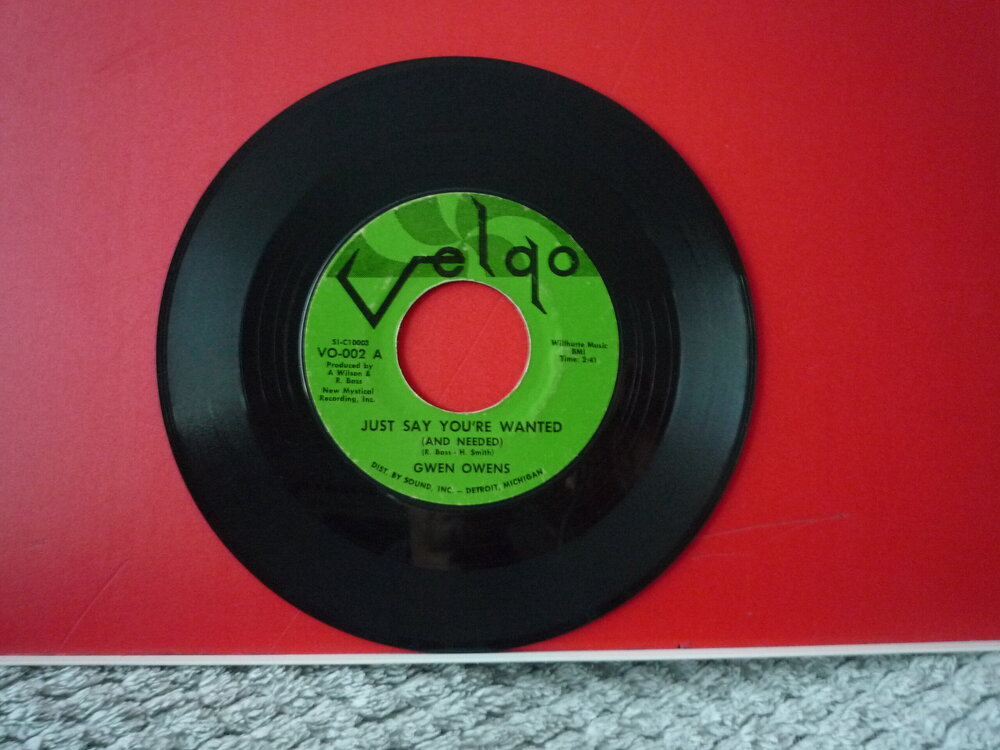 Velgo
SI-C10003
VO-002 A
Produced by
A Wilson &
R. Bass
New Mystical
Recording, Inc.
Willhurte Music
BMI
Time: 2:41
JUST SAY YOU'RE WANTED
(AND NEEDED)
(R. Bass - H. Smith)
GWEN OWENS
DIST. BY SOUND, INC. — DETROIT, MICHIGAN